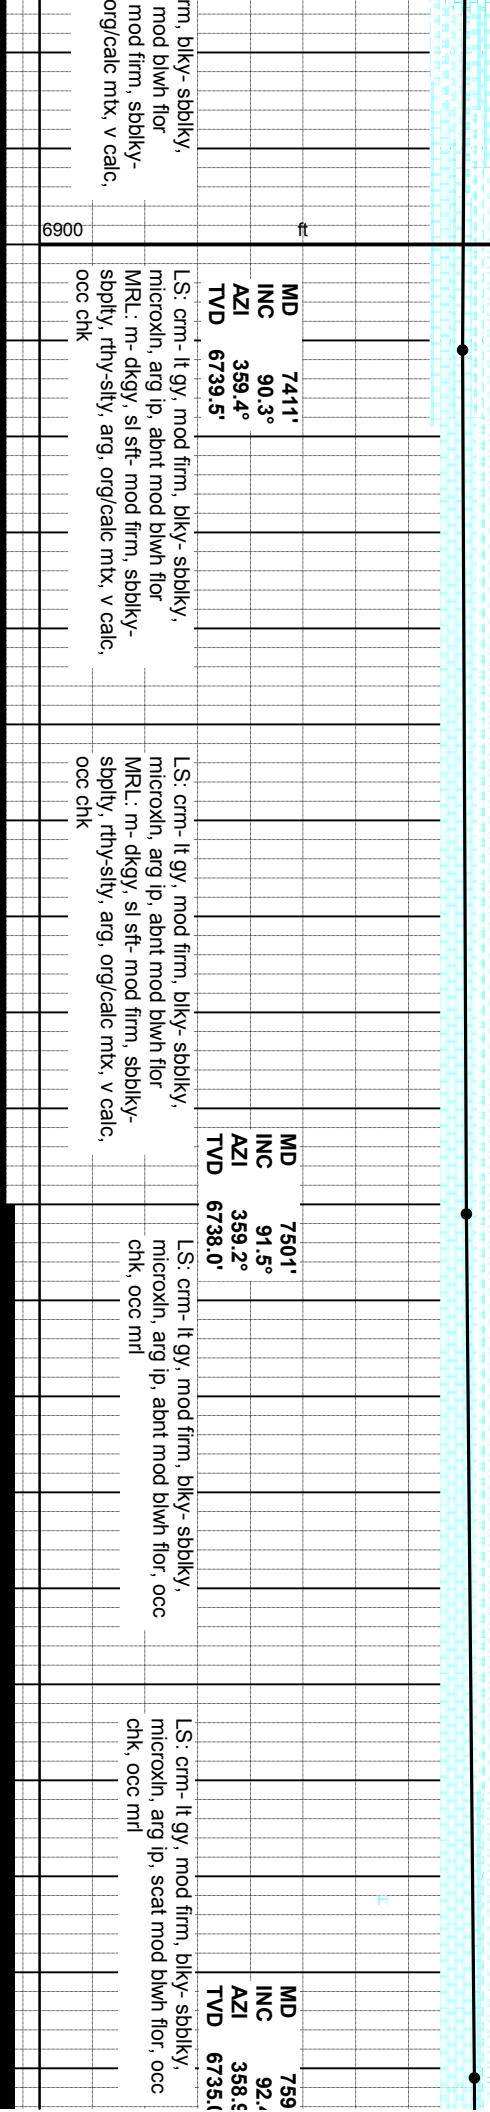 rm, blky- sbblky,
mod blwh flor
mod firm, sbblky-
org/calc mtx, v calc,
6900 ft
MD 7411'
INC 90.3°
AZI 359.4°
TVD 6739.5'
LS: crm- lt gy, mod firm, blky- sbblky,
microxln, arg ip, abnt mod blwh flor
MRL: m- dkgy, sl sft- mod firm, sbblky-
sbplty, rthy-slty, arg, org/calc mtx, v calc,
occ chk
LS: crm- lt gy, mod firm, blky- sbblky,
microxln, arg ip, abnt mod blwh flor
MRL: m- dkgy, sl sft- mod firm, sbblky-
sbplty, rthy-slty, arg, org/calc mtx, v calc,
occ chk
MD 7501'
INC 91.5°
AZI 359.2°
TVD 6738.0'
LS: crm- lt gy, mod firm, blky- sbblky,
microxln, arg ip, abnt mod blwh flor, occ
chk, occ mrl
LS: crm- lt gy, mod firm, blky- sbblky,
microxln, arg ip, scat mod blwh flor, occ
chk, occ mrl
MD 759
INC 92.4
AZI 358.9
TVD 6735.0